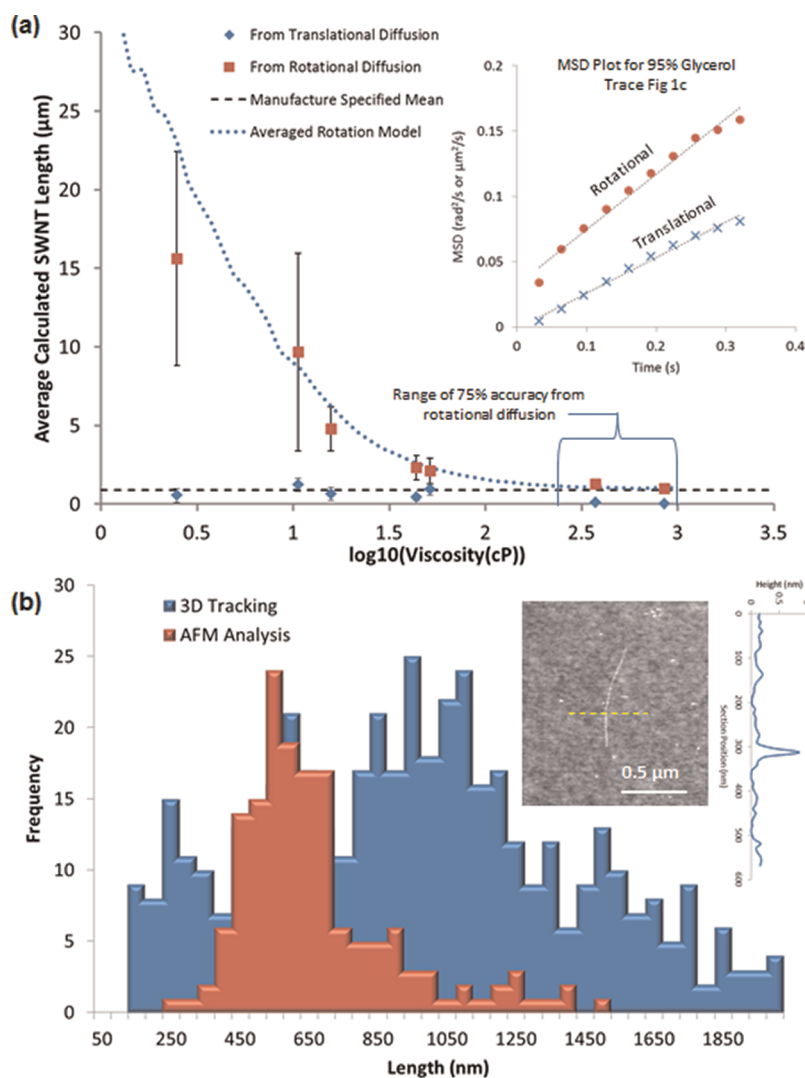 (a)
30
25
20
15
10
5
0
Average Calculated SWNT Length (μm)
From Translational Diffusion
From Rotational Diffusion
Manufacture Specified Mean
Averaged Rotation Model
MSD Plot for 95% Glycerol
Trace Fig 1c
0.2
0.15
0.1
0.05
0
MSD (rad²/s or μm²/s)
Rotational
Translational
0 0.1 0.2 0.3 0.4
Time (s)
Range of 75% accuracy from
rotational diffusion
0 0.5 1.0 1.5 2.0 2.5 3.0 3.5
log10(Viscosity(cP))
(b)
30
25
20
15
10
5
0
Frequency
3D Tracking
AFM Analysis
0.5 μm
Height (nm)
0 0.5
0
100
200
300
400
500
600
Section Position (nm)
50 250 450 650 850 1050 1250 1450 1650 1850
Length (nm)